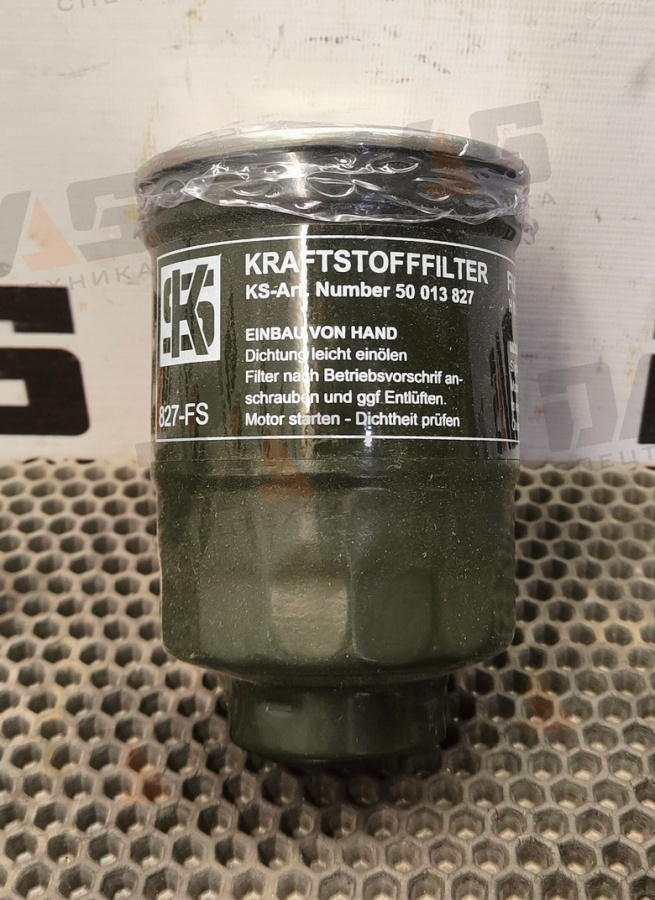 KRAFTSTOFFFILTER
KS-Art. Number 50 013 827
EINBAU VON HAND
Dichtung leicht einölen
Filter nach Betriebsvorschrif an-
schrauben und ggf. Entlüften.
Motor starten - Dichtheit prüfen
KS
827-FS